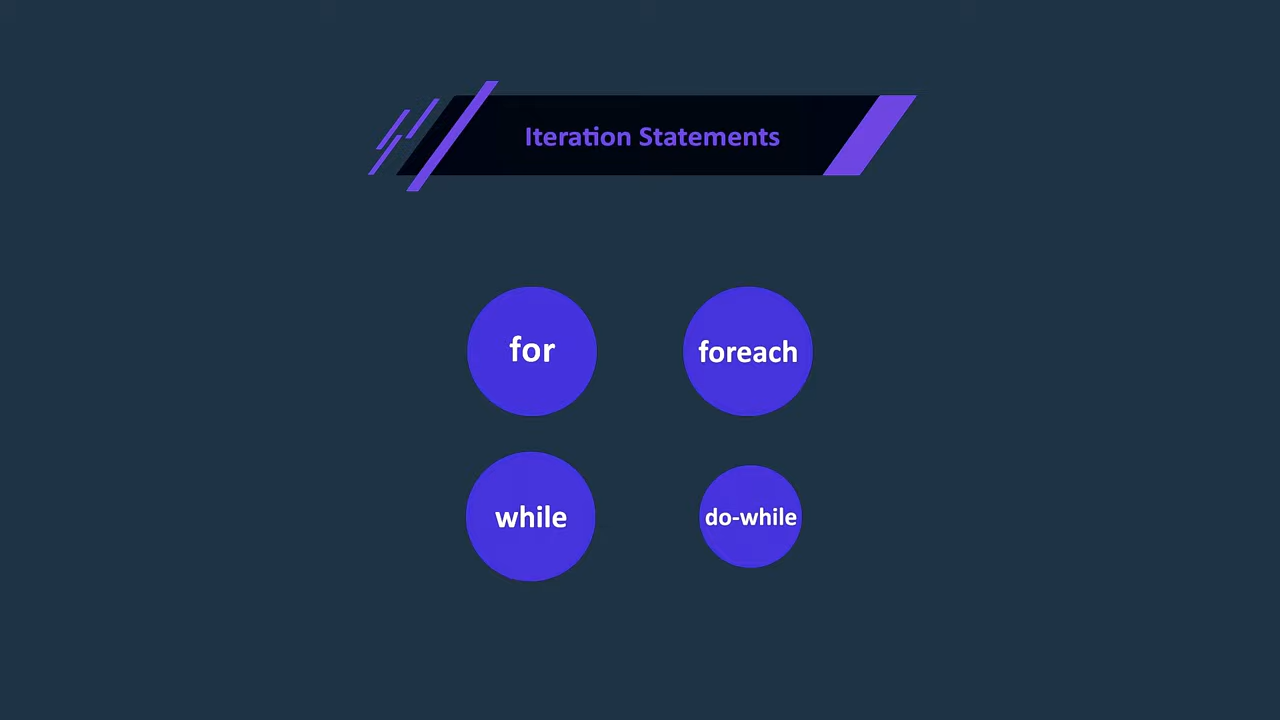 Iteration Statements
for
foreach
while
do-while